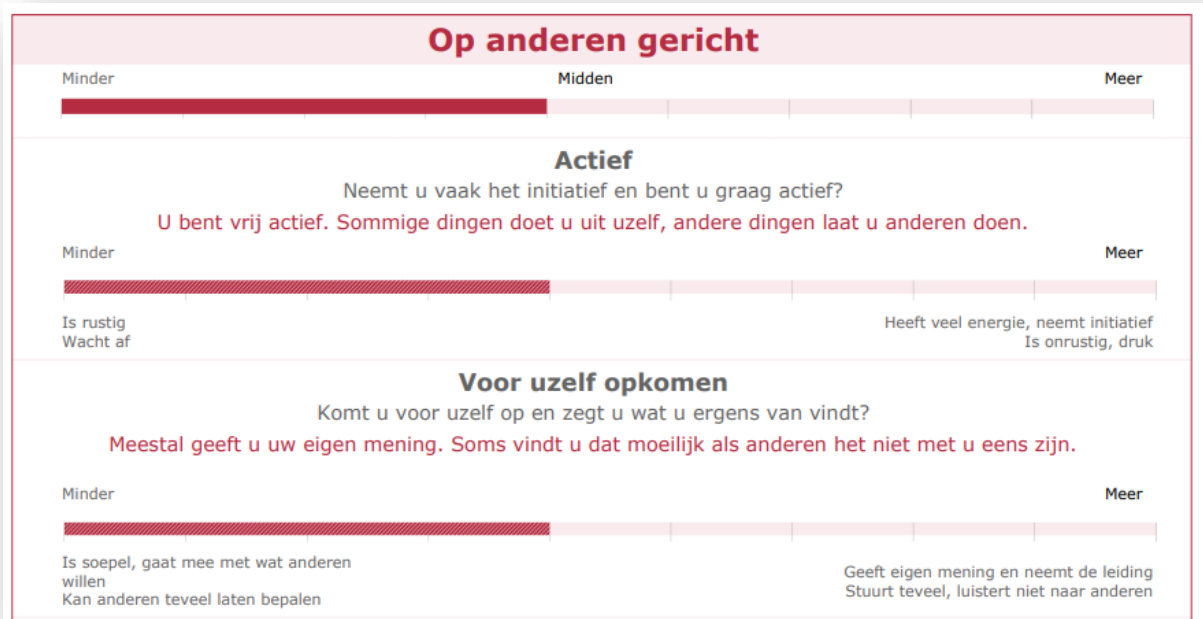 Op anderen gericht
Minder Midden Meer
Actief
Neemt u vaak het initiatief en bent u graag actief?
U bent vrij actief. Sommige dingen doet u uit uzelf, andere dingen laat u anderen doen.
Minder Meer
Is rustig Heeft veel energie, neemt initiatief
Wacht af Is onrustig, druk
Voor uzelf opkomen
Komt u voor uzelf op en zegt u wat u ergens van vindt?
Meestal geeft u uw eigen mening. Soms vindt u dat moeilijk als anderen het niet met u eens zijn.
Minder Meer
Is soepel, gaat mee met wat anderen
willen
Kan anderen teveel laten bepalen
Geeft eigen mening en neemt de leiding
Stuurt teveel, luistert niet naar anderen